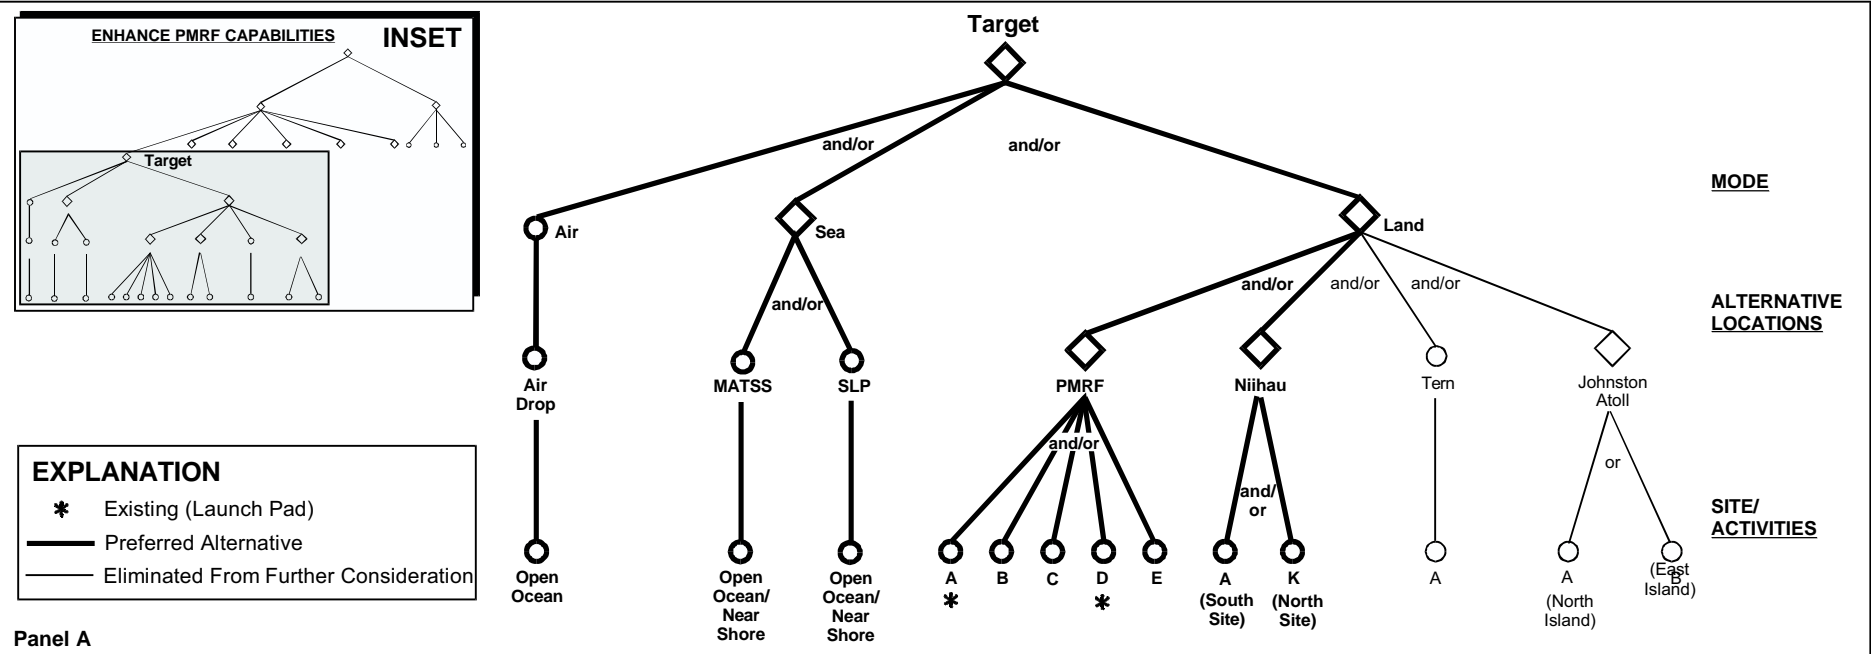 ENHANCE PMRF CAPABILITIES
INSET
Target
Target
and/or
and/or
MODE
Air
Sea
Land
and/or
and/or
and/or
and/or
ALTERNATIVE
LOCATIONS
Air
Drop
MATSS
SLP
PMRF
Niihau
Tern
Johnston
Atoll
and/or
and/
or
or
SITE/
ACTIVITIES
EXPLANATION
* Existing (Launch Pad)
Preferred Alternative
Eliminated From Further Consideration
Open
Ocean
Open
Ocean/
Near
Shore
Open
Ocean/
Near
Shore
A
*
B
C
D
*
E
A
(South
Site)
K
(North
Site)
A
A
(North
Island)
B
(East
Island)
Panel A